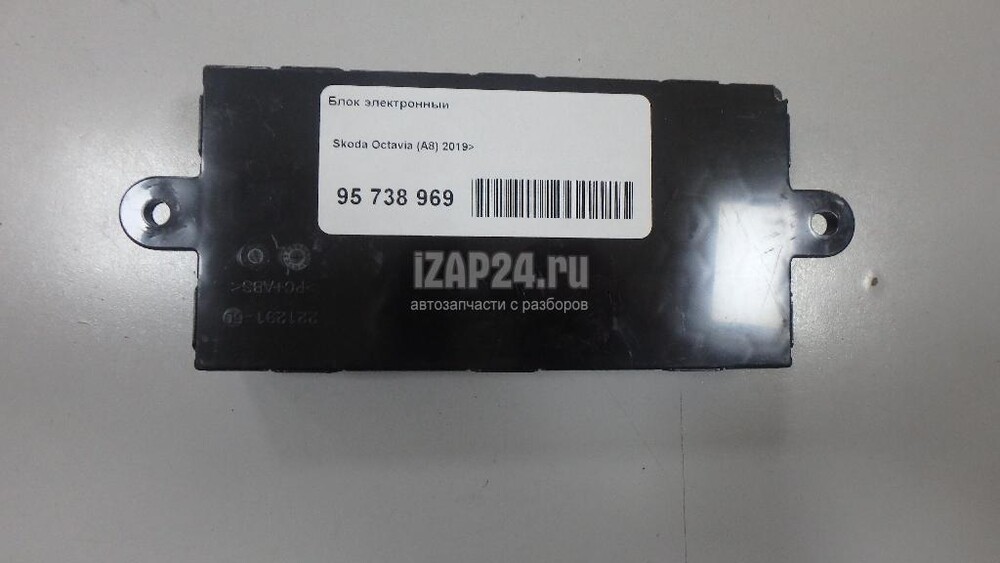 Блок электронный
Skoda Octavia (A8) 2019>
95 738 969
iZAP24.ru
автозапчасти с разборов
>PC+ABS<